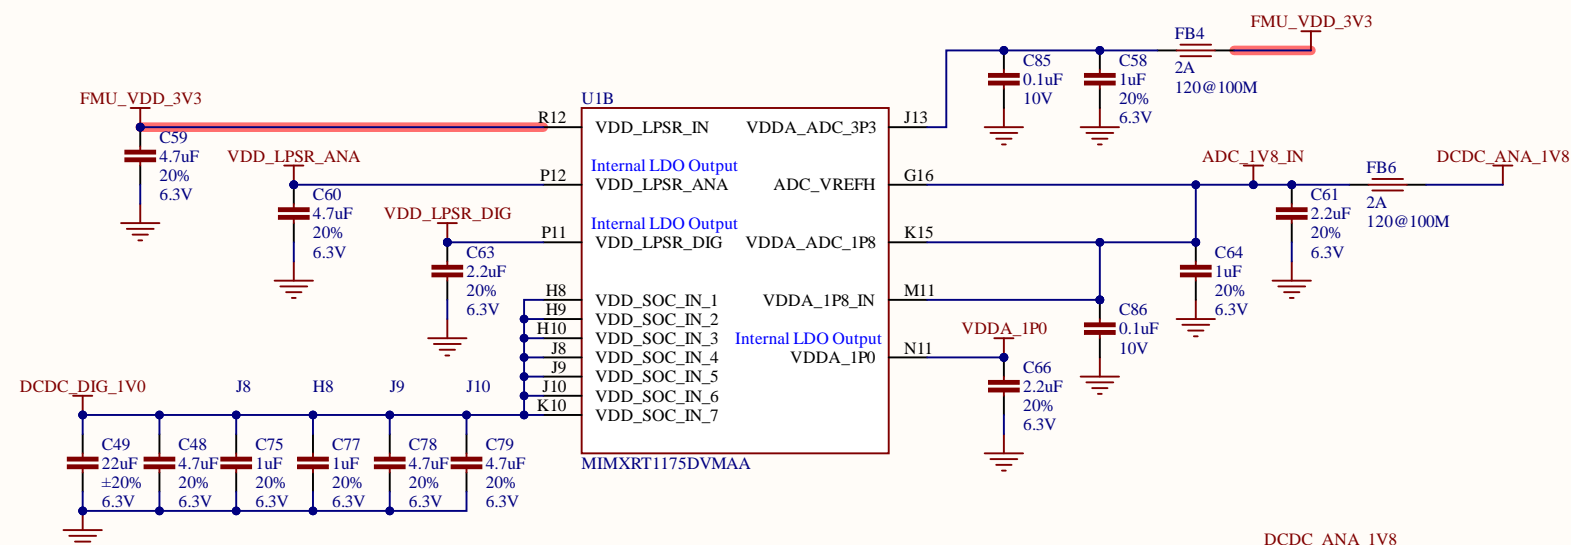 FMU_VDD_3V3
FB4
2A
120@100M
C85
0.1uF
10V
C58
1uF
20%
6.3V
FMU_VDD_3V3
C59
4.7uF
20%
6.3V
VDD_LPSR_ANA
C60
4.7uF
20%
6.3V
VDD_LPSR_DIG
C63
2.2uF
20%
6.3V
U1B
R12 VDD_LPSR_IN VDDA_ADC_3P3 J13
Internal LDO Output
P12 VDD_LPSR_ANA ADC_VREFH G16
Internal LDO Output
P11 VDD_LPSR_DIG VDDA_ADC_1P8 K15
H8 VDD_SOC_IN_1 VDDA_1P8_IN M11
H9 VDD_SOC_IN_2
H10 VDD_SOC_IN_3 Internal LDO Output
J8 VDD_SOC_IN_4 VDDA_1P0 N11
J9 VDD_SOC_IN_5
J10 VDD_SOC_IN_6
K10 VDD_SOC_IN_7
MIMXRT1175DVMAA
ADC_1V8_IN
FB6
2A
120@100M
DCDC_ANA_1V8
C61
2.2uF
20%
6.3V
C64
1uF
20%
6.3V
C86
0.1uF
10V
VDDA_1P0
C66
2.2uF
20%
6.3V
DCDC_DIG_1V0
J8 H8 J9 J10
C49
22uF
±20%
6.3V
C48
4.7uF
20%
6.3V
C75
1uF
20%
6.3V
C77
1uF
20%
6.3V
C78
4.7uF
20%
6.3V
C79
4.7uF
20%
6.3V
DCDC_ANA_1V8